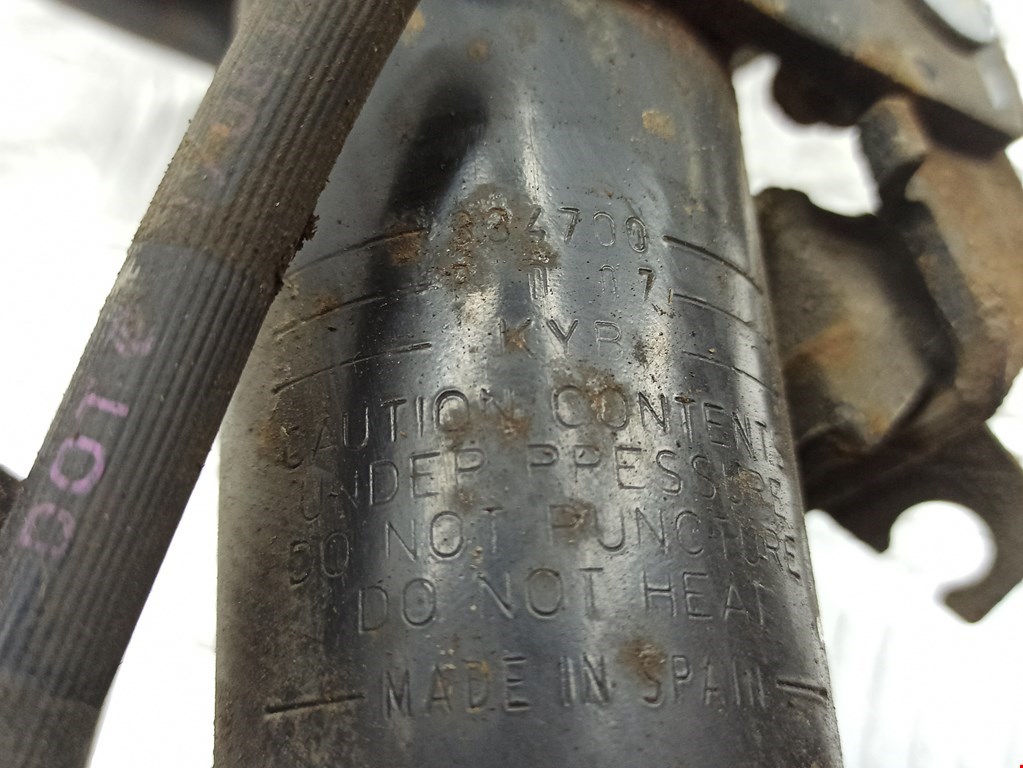 334700
KYB
CAUTION CONTENTS
UNDER PRESSURE
DO NOT PUNCTURE
DO NOT HEAT
MADE IN SPAIN